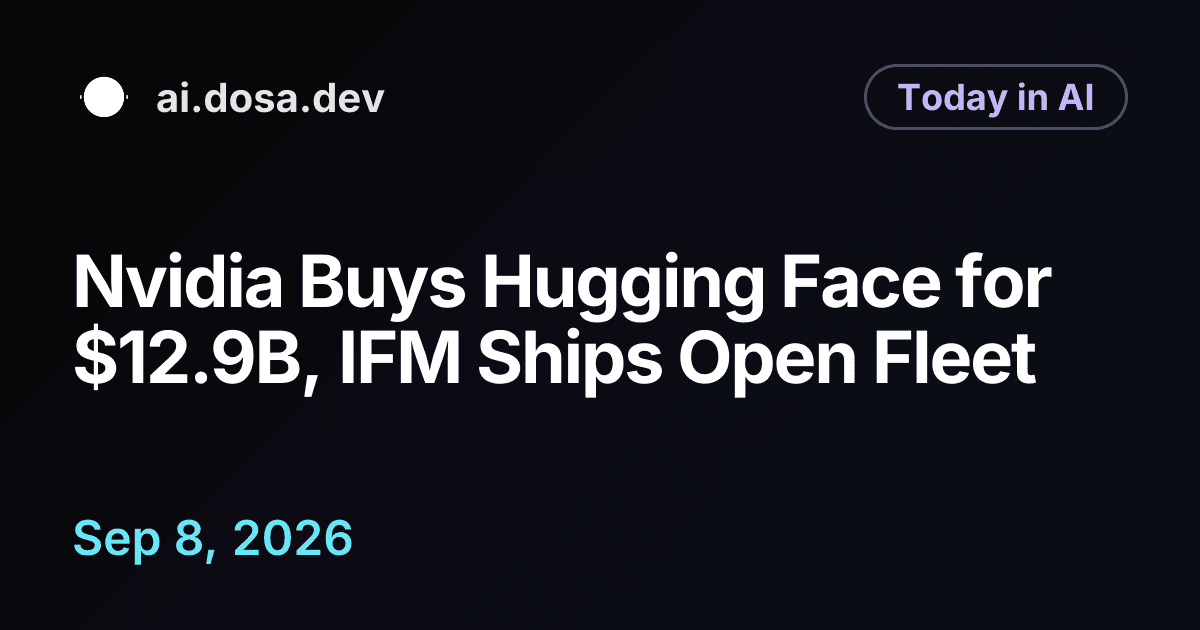 ai.dosa.dev
Today in AI
Nvidia Buys Hugging Face for
$12.9B, IFM Ships Open Fleet
Sep 8, 2026